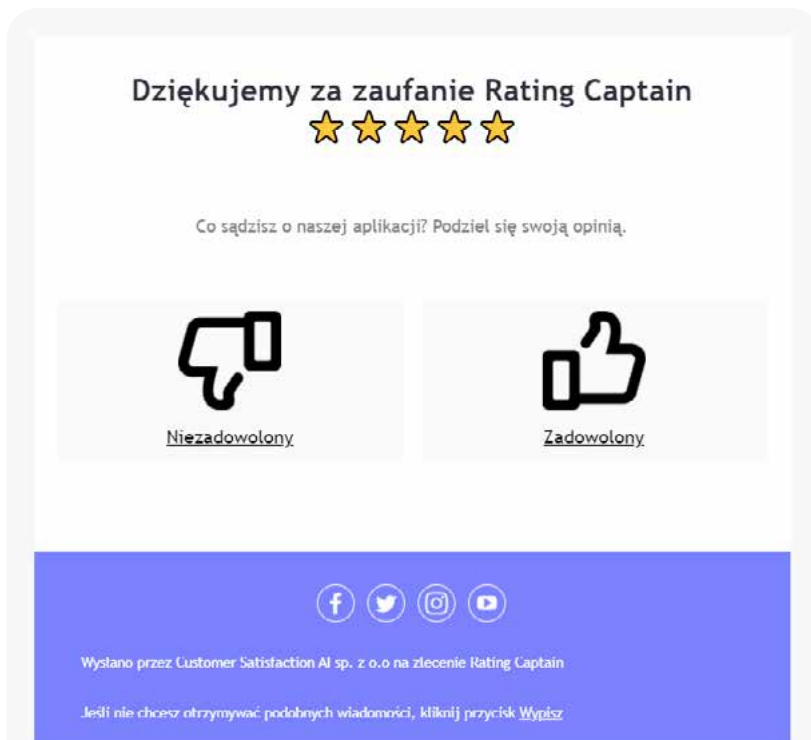 Dziękujemy za zaufanie Rating Captain
Co sądzisz o naszej aplikacji? Podziel się swoją opinią.
Niezadowolony
Zadowolony
Wysłano przez Customer Satisfaction AI sp. z o.o na zlecenie Rating Captain
Jeśli nie chcesz otrzymywać podobnych wiadomości, kliknij przycisk Wypisz